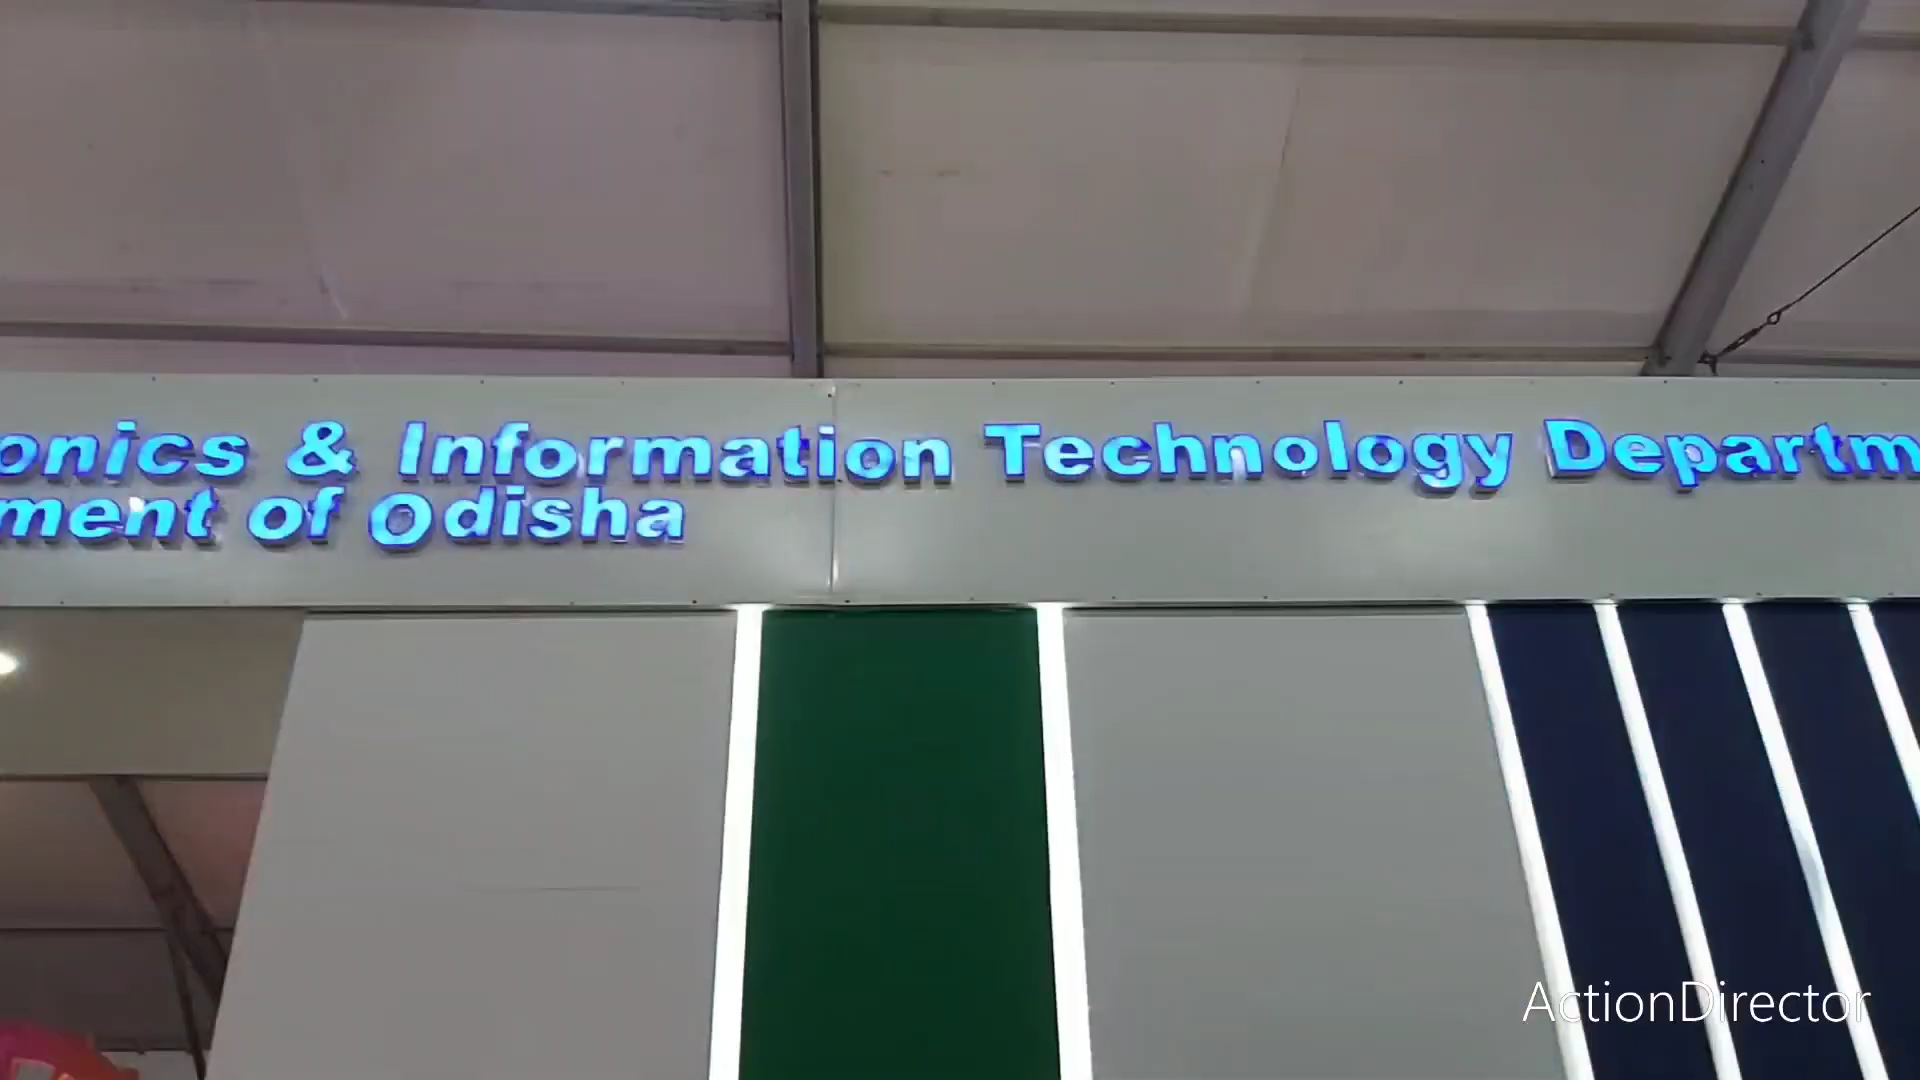 onics & Information Technology Departm
ment of Odisha
ActionDirector